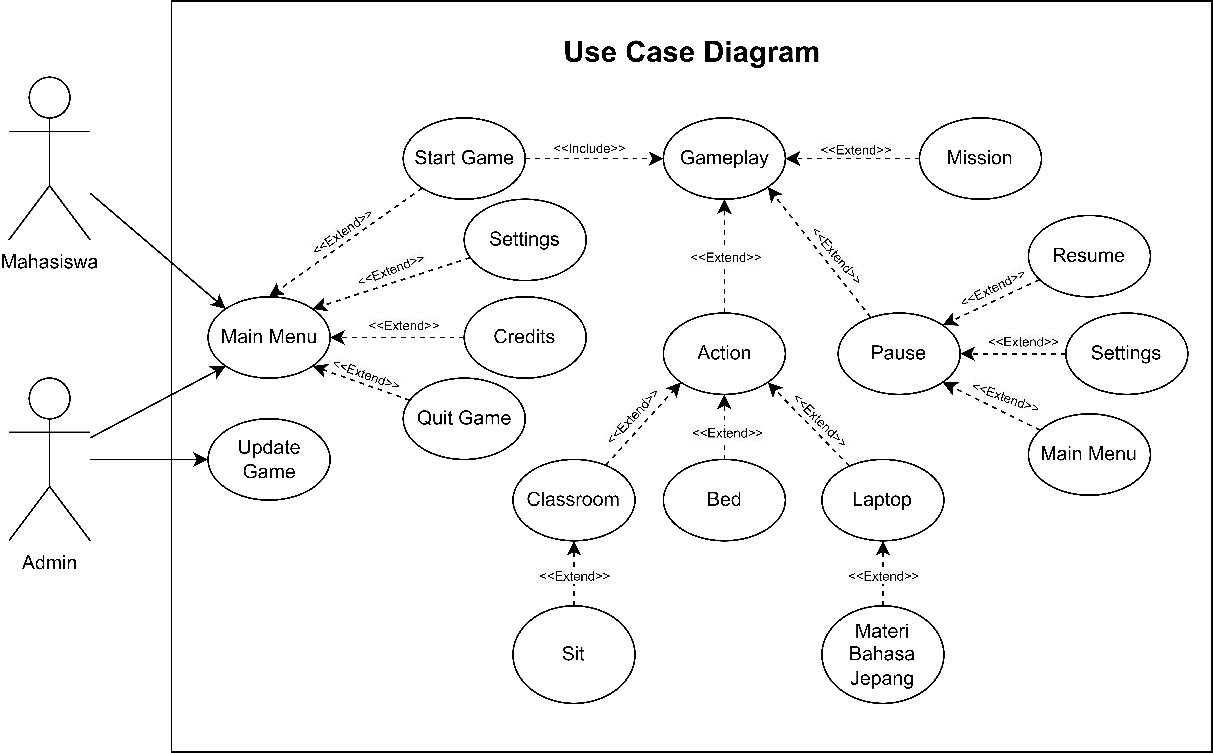 Use Case Diagram
Mahasiswa
Admin
Start Game
<<Include>>
Gameplay
<<Extend>>
Mission
<<Extend>>
Settings
<<Extend>>
Main Menu
<<Extend>>
Credits
<<Extend>>
Quit Game
Update
Game
<<Extend>>
<<Extend>>
Action
Pause
<<Extend>>
Resume
<<Extend>>
Settings
<<Extend>>
Main Menu
<<Extend>>
<<Extend>>
<<Extend>>
Classroom
Bed
Laptop
<<Extend>>
<<Extend>>
Sit
Materi
Bahasa
Jepang